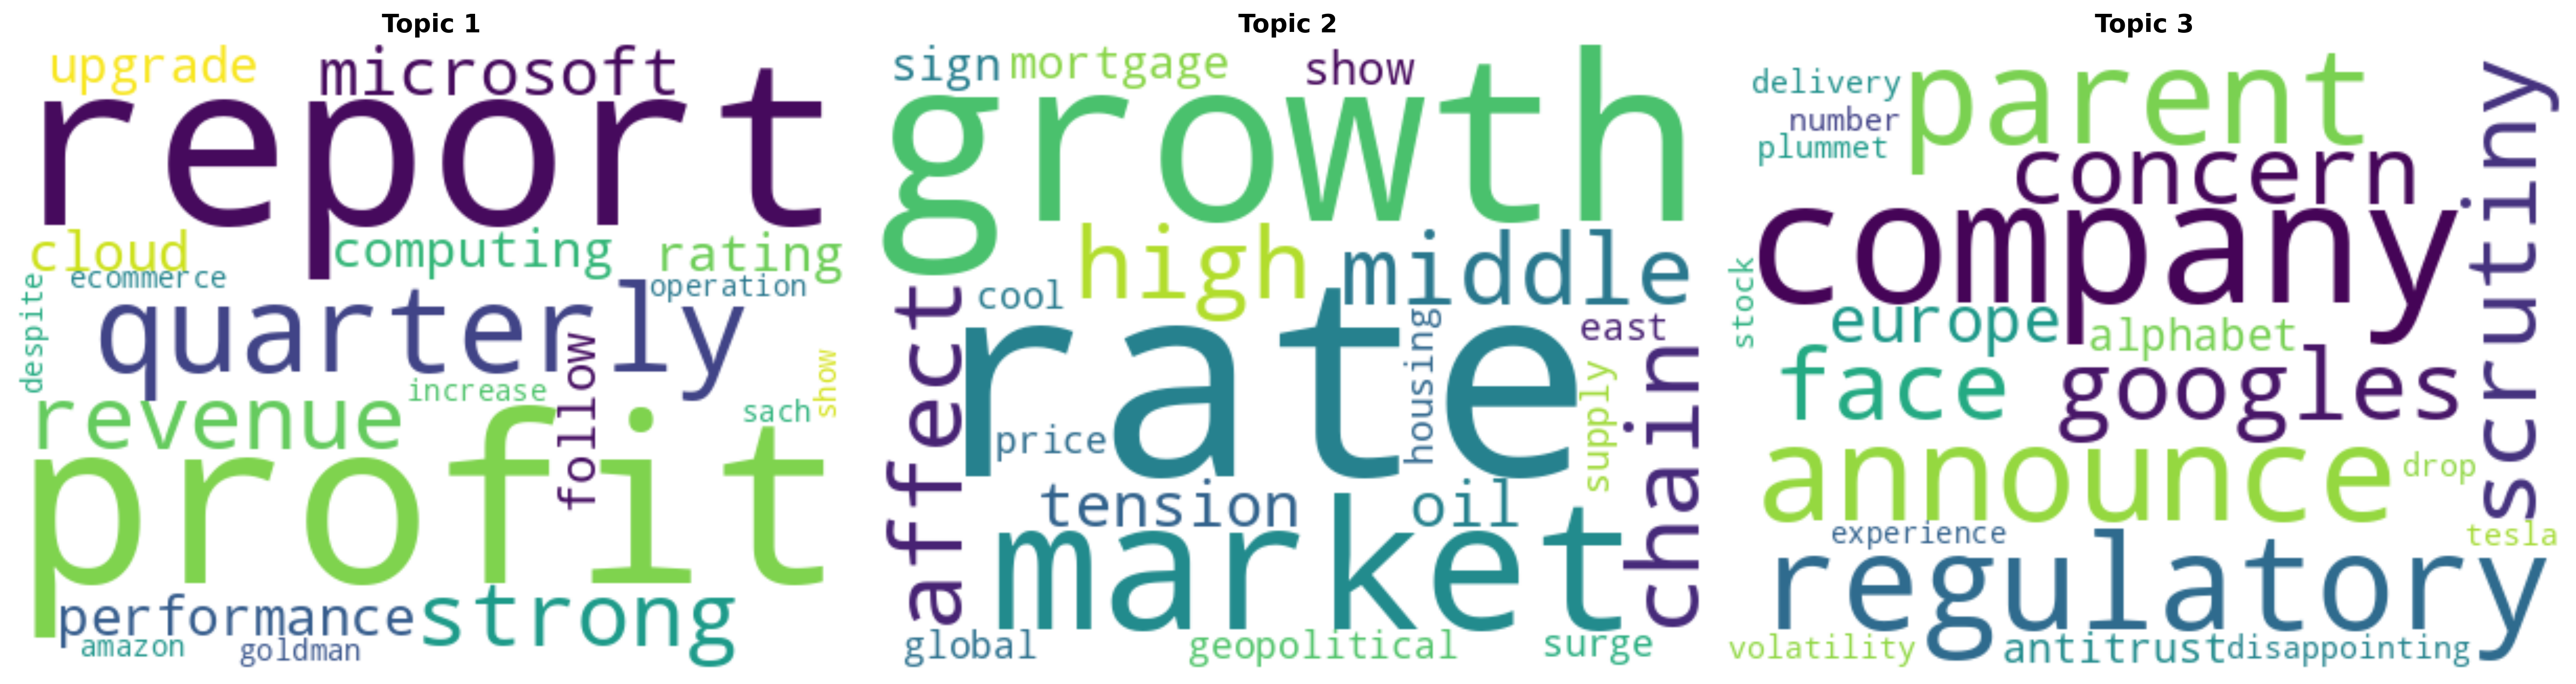 Topic 1
upgrade
microsoft
report
cloud
computing
rating
ecommerce
operation
despite
quarterly
follow
increase
show
revenue
sach
profit
performance
strong
amazon
goldman
Topic 2
sign
mortgage
show
growth
high
middle
cool
affect
rate
housing
east
supply
chain
price
tension
oil
market
global
geopolitical
surge
Topic 3
delivery
parent
number
plummet
concern
scrutiny
company
stock
europe
alphabet
face
googles
announce
drop
experience
tesla
regulatory
volatility
antitrust
disappointing